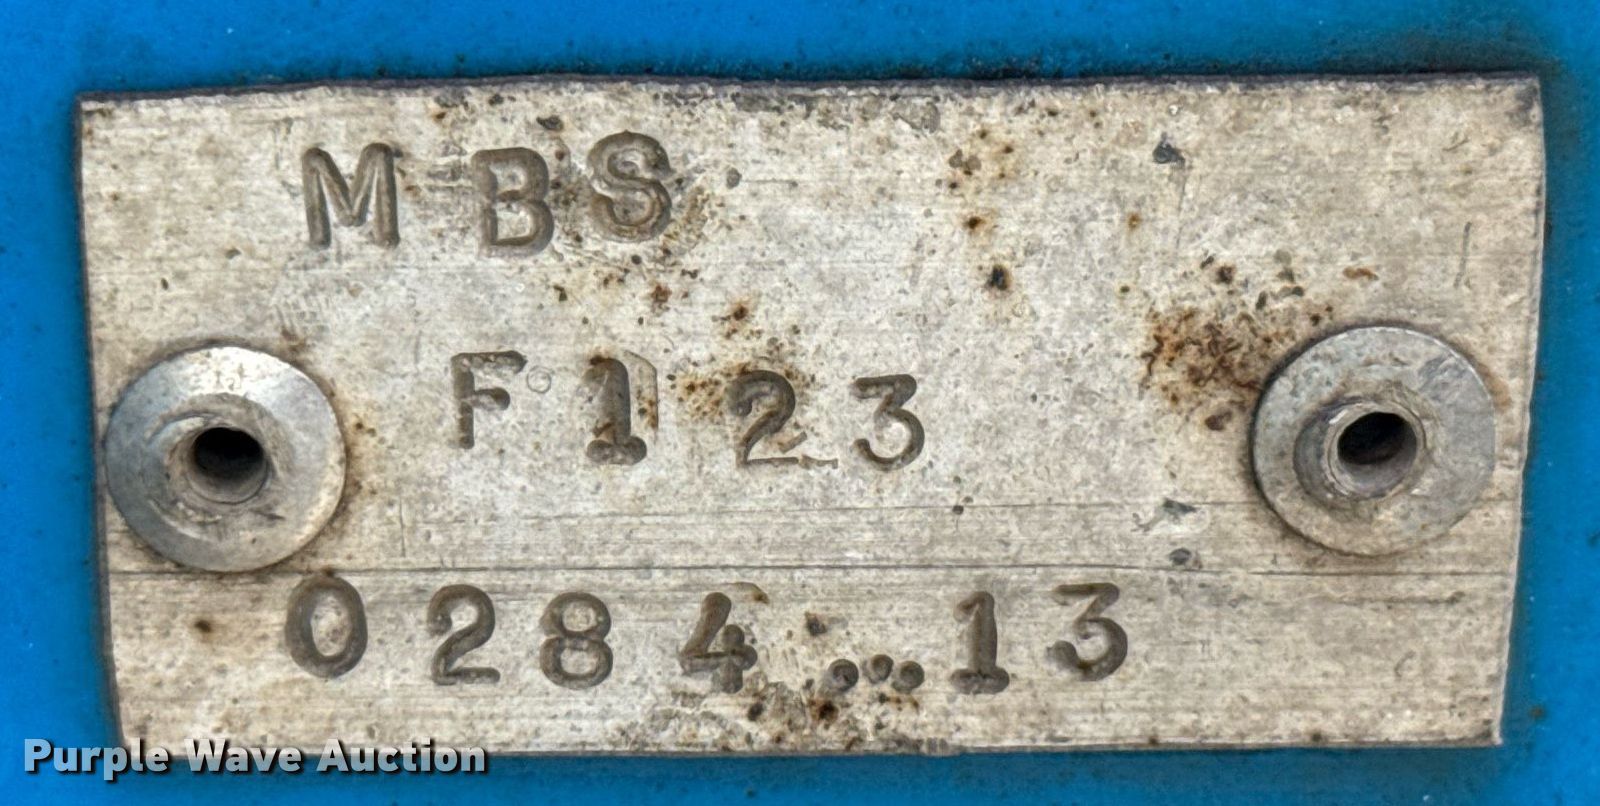 MBS
F123
0284...13
Purple Wave Auction